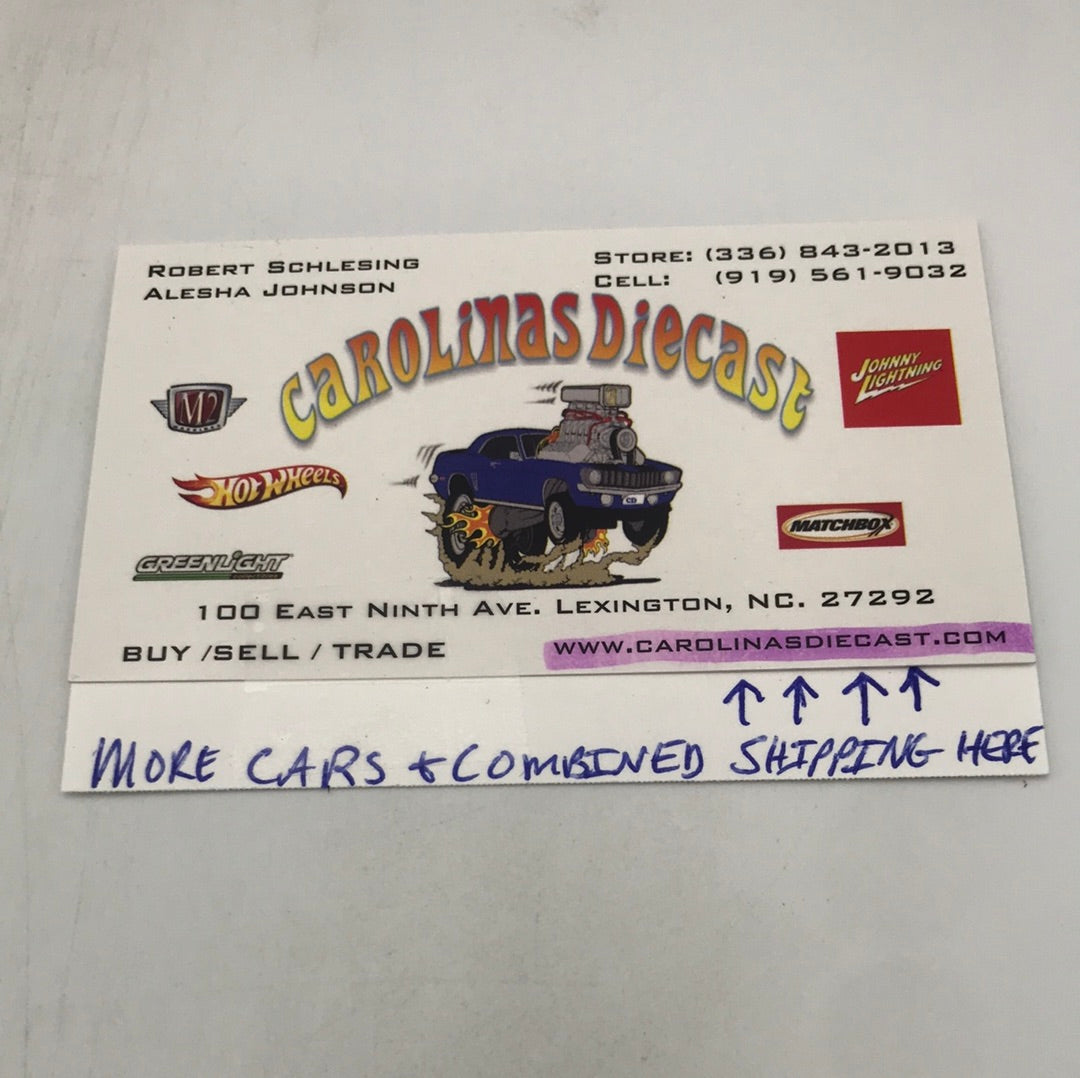 Robert Schlesing
Alesha Johnson
Store: (336) 843-2013
Cell: (919) 561-9032
Carolinas Diecast
M2
Johnny Lightning
Hot Wheels
CD
Matchbox
GreenLight
100 East Ninth Ave. Lexington, NC. 27292
BUY /SELL / TRADE
www.carolinasdiecast.com
↑ ↑ ↑ ↑
MORE CARS + COMBINED SHIPPING HERE